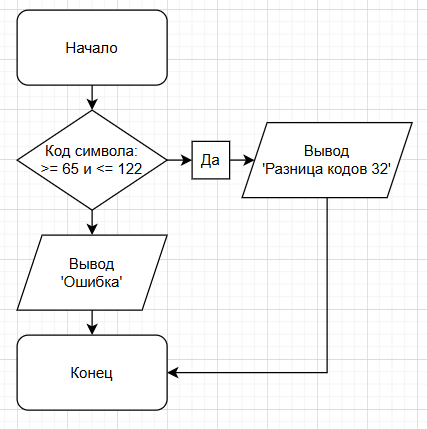 Начало
Код символа:
>= 65 и <= 122
Да
Вывод
'Разница кодов 32'
Вывод
'Ошибка'
Конец